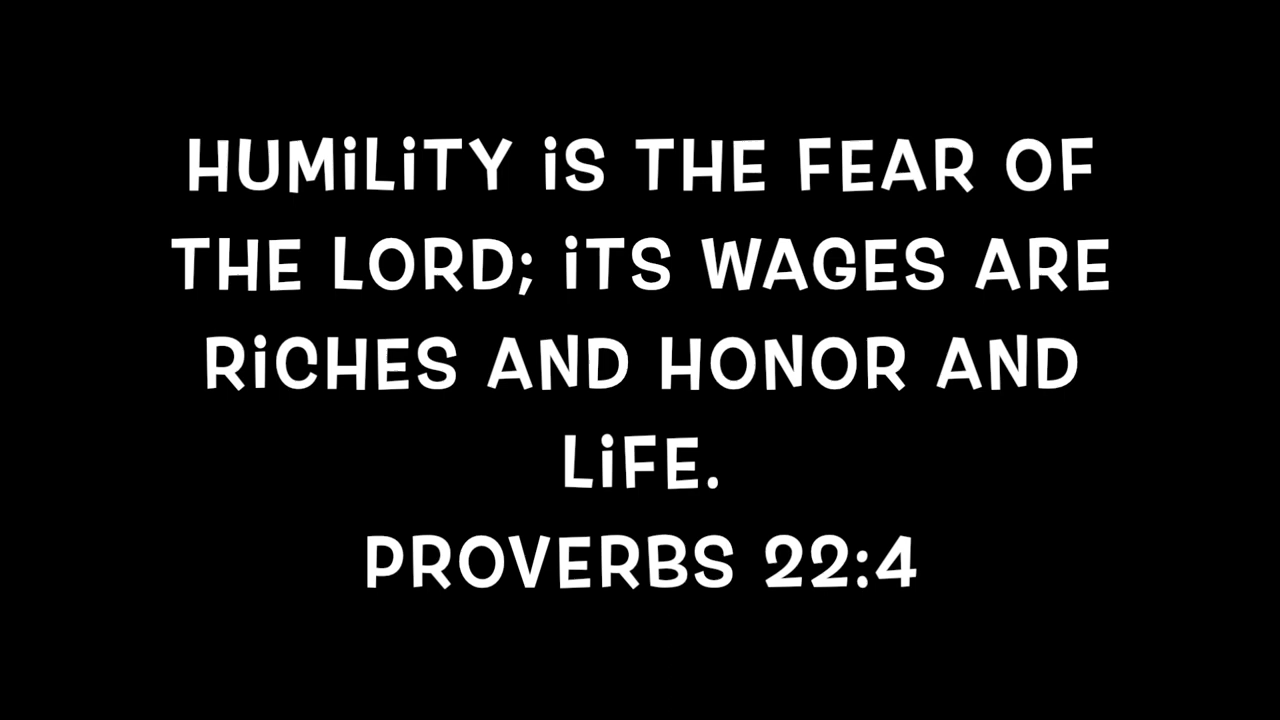 HUMiLiTY iS THE FEAR OF
THE LORD; iTS WAGES ARE
RiCHES AND HONOR AND
LiFE.
PROVERBS 22:4